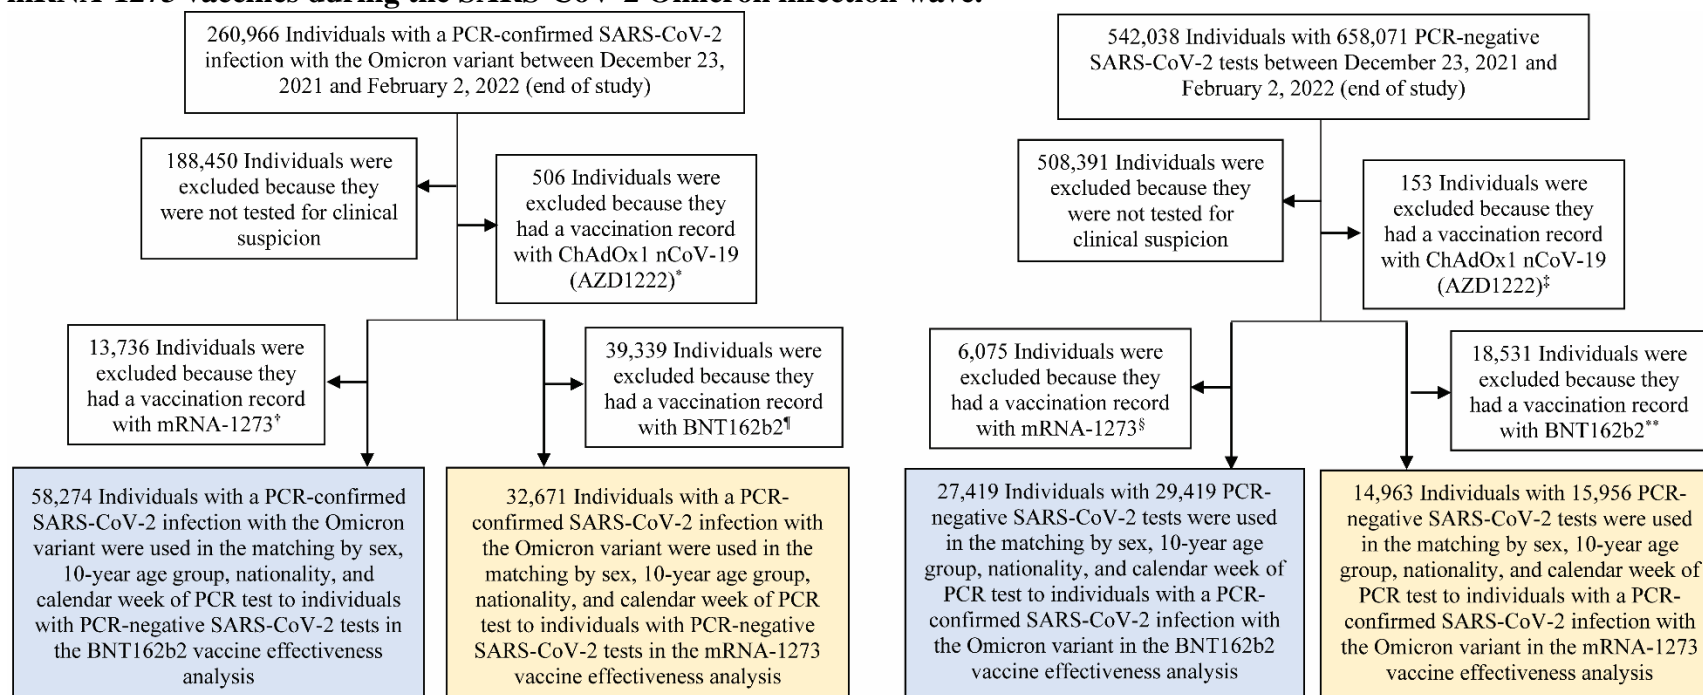 mRNA-1273 vaccines during the SARS-CoV-2 Omicron infection wave.
260,966 Individuals with a PCR-confirmed SARS-CoV-2
infection with the Omicron variant between December 23,
2021 and February 2, 2022 (end of study)
188,450 Individuals were
excluded because they
were not tested for clinical
suspicion
506 Individuals were
excluded because they
had a vaccination record
with ChAdOx1 nCoV-19
(AZD1222)*
13,736 Individuals were
excluded because they
had a vaccination record
with mRNA-1273†
39,339 Individuals were
excluded because they
had a vaccination record
with BNT162b2¶
58,274 Individuals with a PCR-confirmed
SARS-CoV-2 infection with the Omicron
variant were used in the matching by sex,
10-year age group, nationality, and
calendar week of PCR test to individuals
with PCR-negative SARS-CoV-2 tests in
the BNT162b2 vaccine effectiveness
analysis
32,671 Individuals with a PCR-
confirmed SARS-CoV-2 infection with
the Omicron variant were used in the
matching by sex, 10-year age group,
nationality, and calendar week of PCR
test to individuals with PCR-negative
SARS-CoV-2 tests in the mRNA-1273
vaccine effectiveness analysis
542,038 Individuals with 658,071 PCR-negative
SARS-CoV-2 tests between December 23, 2021 and
February 2, 2022 (end of study)
508,391 Individuals were
excluded because they
were not tested for
clinical suspicion
153 Individuals were
excluded because they
had a vaccination record
with ChAdOx1 nCoV-19
(AZD1222)‡
6,075 Individuals were
excluded because they
had a vaccination record
with mRNA-1273§
18,531 Individuals were
excluded because they
had a vaccination record
with BNT162b2**
27,419 Individuals with 29,419 PCR-
negative SARS-CoV-2 tests were used
in the matching by sex, 10-year age
group, nationality, and calendar week of
PCR test to individuals with a PCR-
confirmed SARS-CoV-2 infection with
the Omicron variant in the BNT162b2
vaccine effectiveness analysis
14,963 Individuals with 15,956 PCR-
negative SARS-CoV-2 tests were used
in the matching by sex, 10-year age
group, nationality, and calendar week of
PCR test to individuals with a PCR-
confirmed SARS-CoV-2 infection with
the Omicron variant in the mRNA-1273
vaccine effectiveness analysis